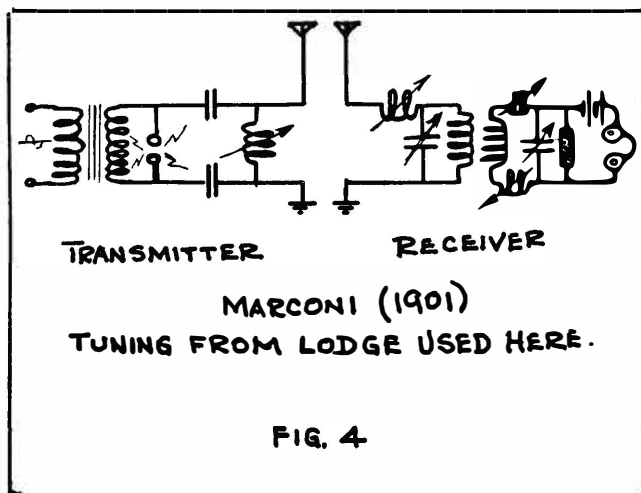 TRANSMITTER
RECEIVER
MARCONI (1901)
TUNING FROM LODGE USED HERE.
FIG. 4